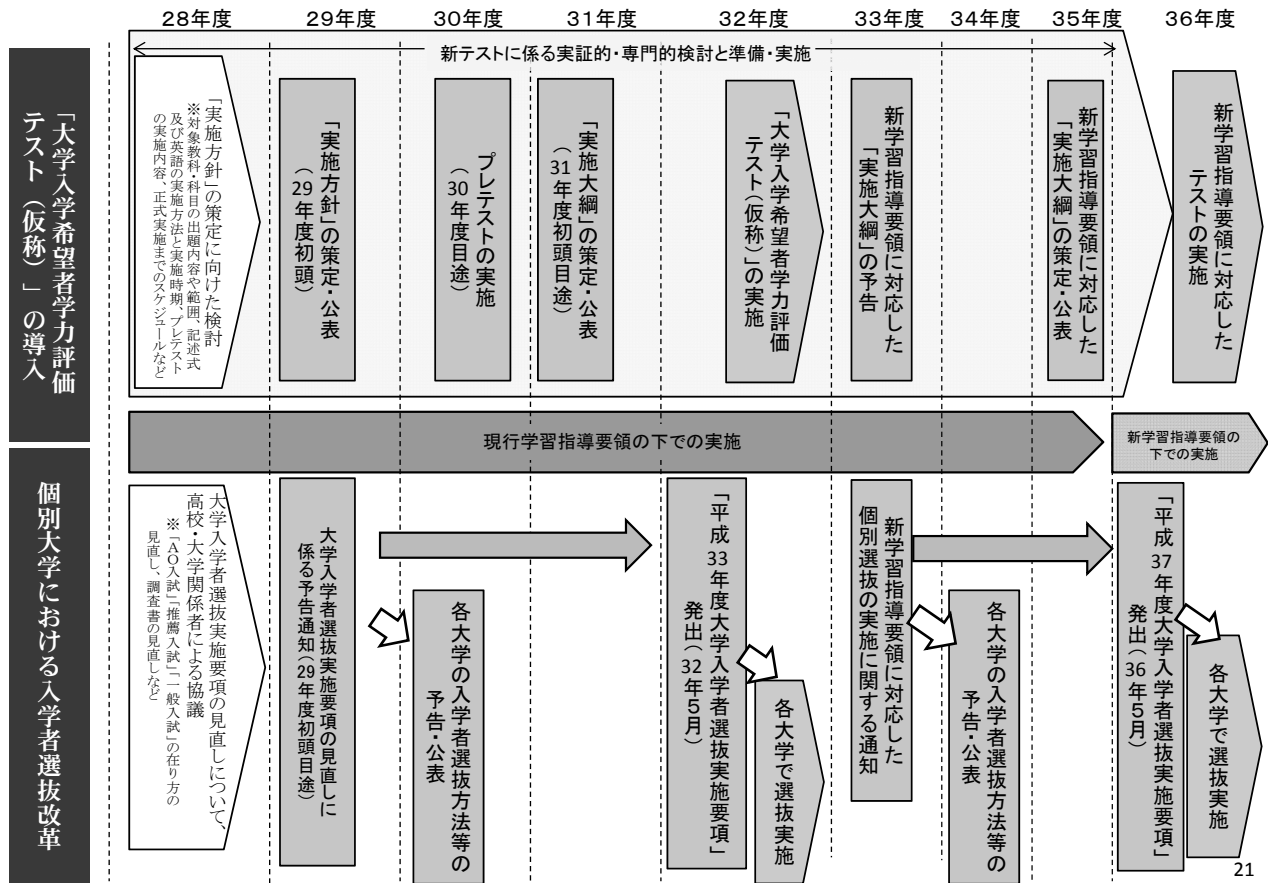 28年度
29年度
30年度
31年度
32年度
33年度
34年度
35年度
36年度
「大学入学希望者学力評価
テスト（仮称）」の導入
新テストに係る実証的・専門的検討と準備・実施
「実施方針」の策定に向けた検討
※対象教科・科目の出題内容や範囲、記述式
及び英語の実施方法と実施時期、プレテスト
の実施内容、正式実施までのスケジュールなど
「実施方針」の策定・公表
（29年度初頭）
プレテストの実施
（30年度目途）
「実施大綱」の策定・公表
（31年度初頭目途）
「大学入学希望者学力評価
テスト（仮称）」の実施
新学習指導要領に対応した
「実施大綱」の予告
新学習指導要領に対応した
「実施大綱」の策定・公表
新学習指導要領に対応した
テストの実施
現行学習指導要領の下での実施
新学習指導要領の
下での実施
個別大学における入学者選抜改革
大学入学者選抜実施要項の見直しについて、
高校・大学関係者による協議
※「AO入試」「推薦入試」「一般入試」の在り方の
見直し、調査書の見直しなど
大学入学者選抜実施要項の見直しに
係る予告通知（29年度初頭目途）
各大学の入学者選抜方法等の
予告・公表
「平成33年度大学入学者選抜実施要項」
発出（32年5月）
各大学で選抜実施
新学習指導要領に対応した
個別選抜の実施に関する通知
各大学の入学者選抜方法等の
予告・公表
「平成37年度大学入学者選抜実施要項」
発出（36年5月）
各大学で選抜実施
21